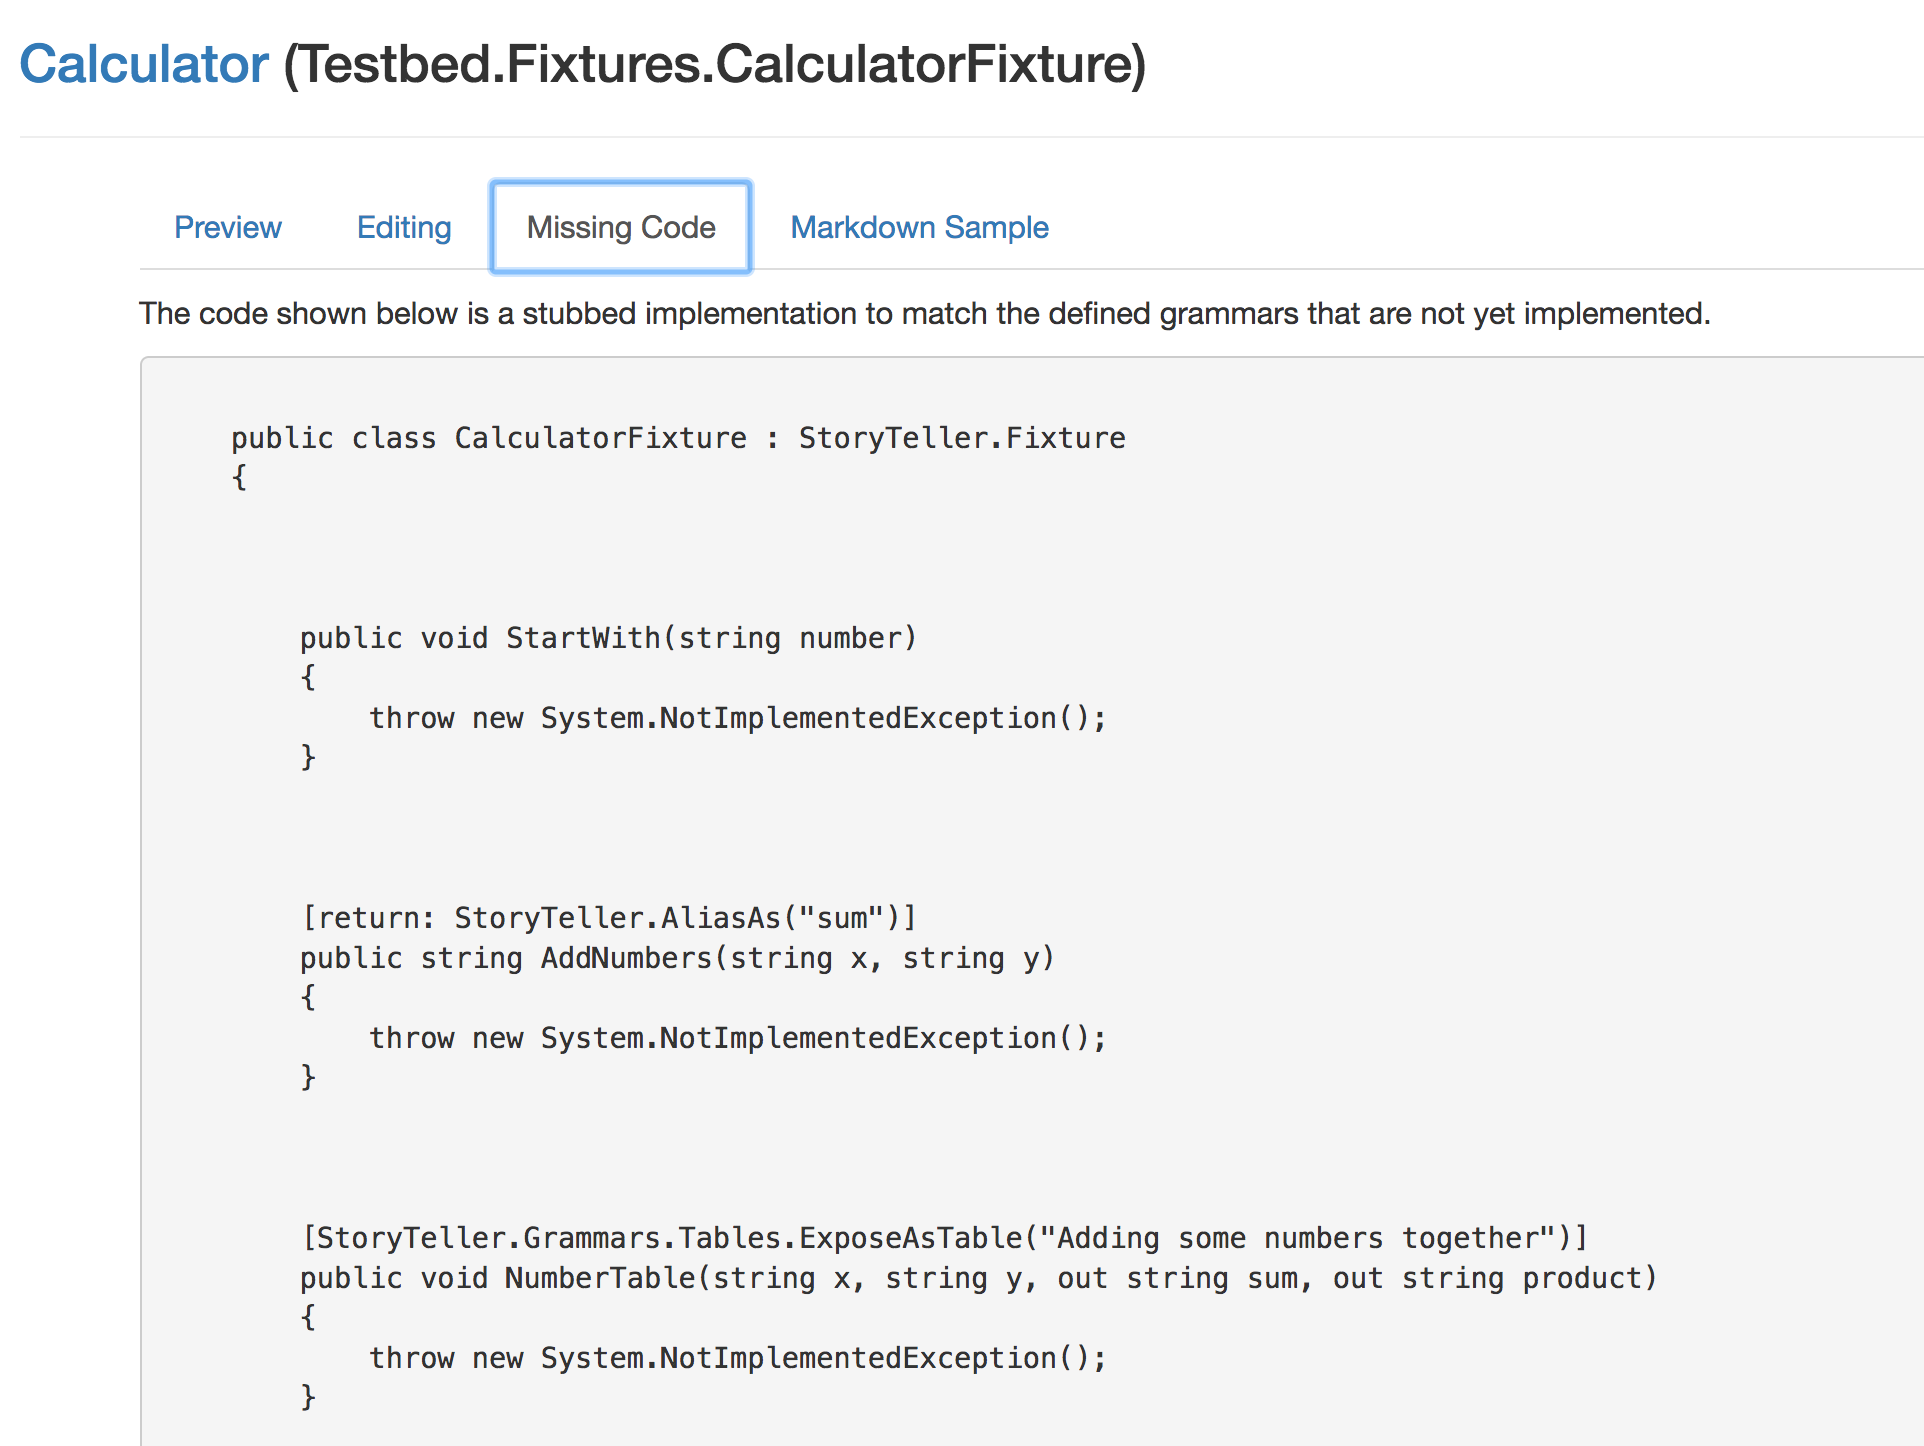 Calculator (Testbed.Fixtures.CalculatorFixture)
Preview Editing Missing Code Markdown Sample
The code shown below is a stubbed implementation to match the defined grammars that are not yet implemented.
public class CalculatorFixture : StoryTeller.Fixture
{
    public void StartWith(string number)
    {
        throw new System.NotImplementedException();
    }
    [return: StoryTeller.AliasAs("sum")]
    public string AddNumbers(string x, string y)
    {
        throw new System.NotImplementedException();
    }
    [StoryTeller.Grammars.Tables.ExposeAsTable("Adding some numbers together")]
    public void NumberTable(string x, string y, out string sum, out string product)
    {
        throw new System.NotImplementedException();
    }